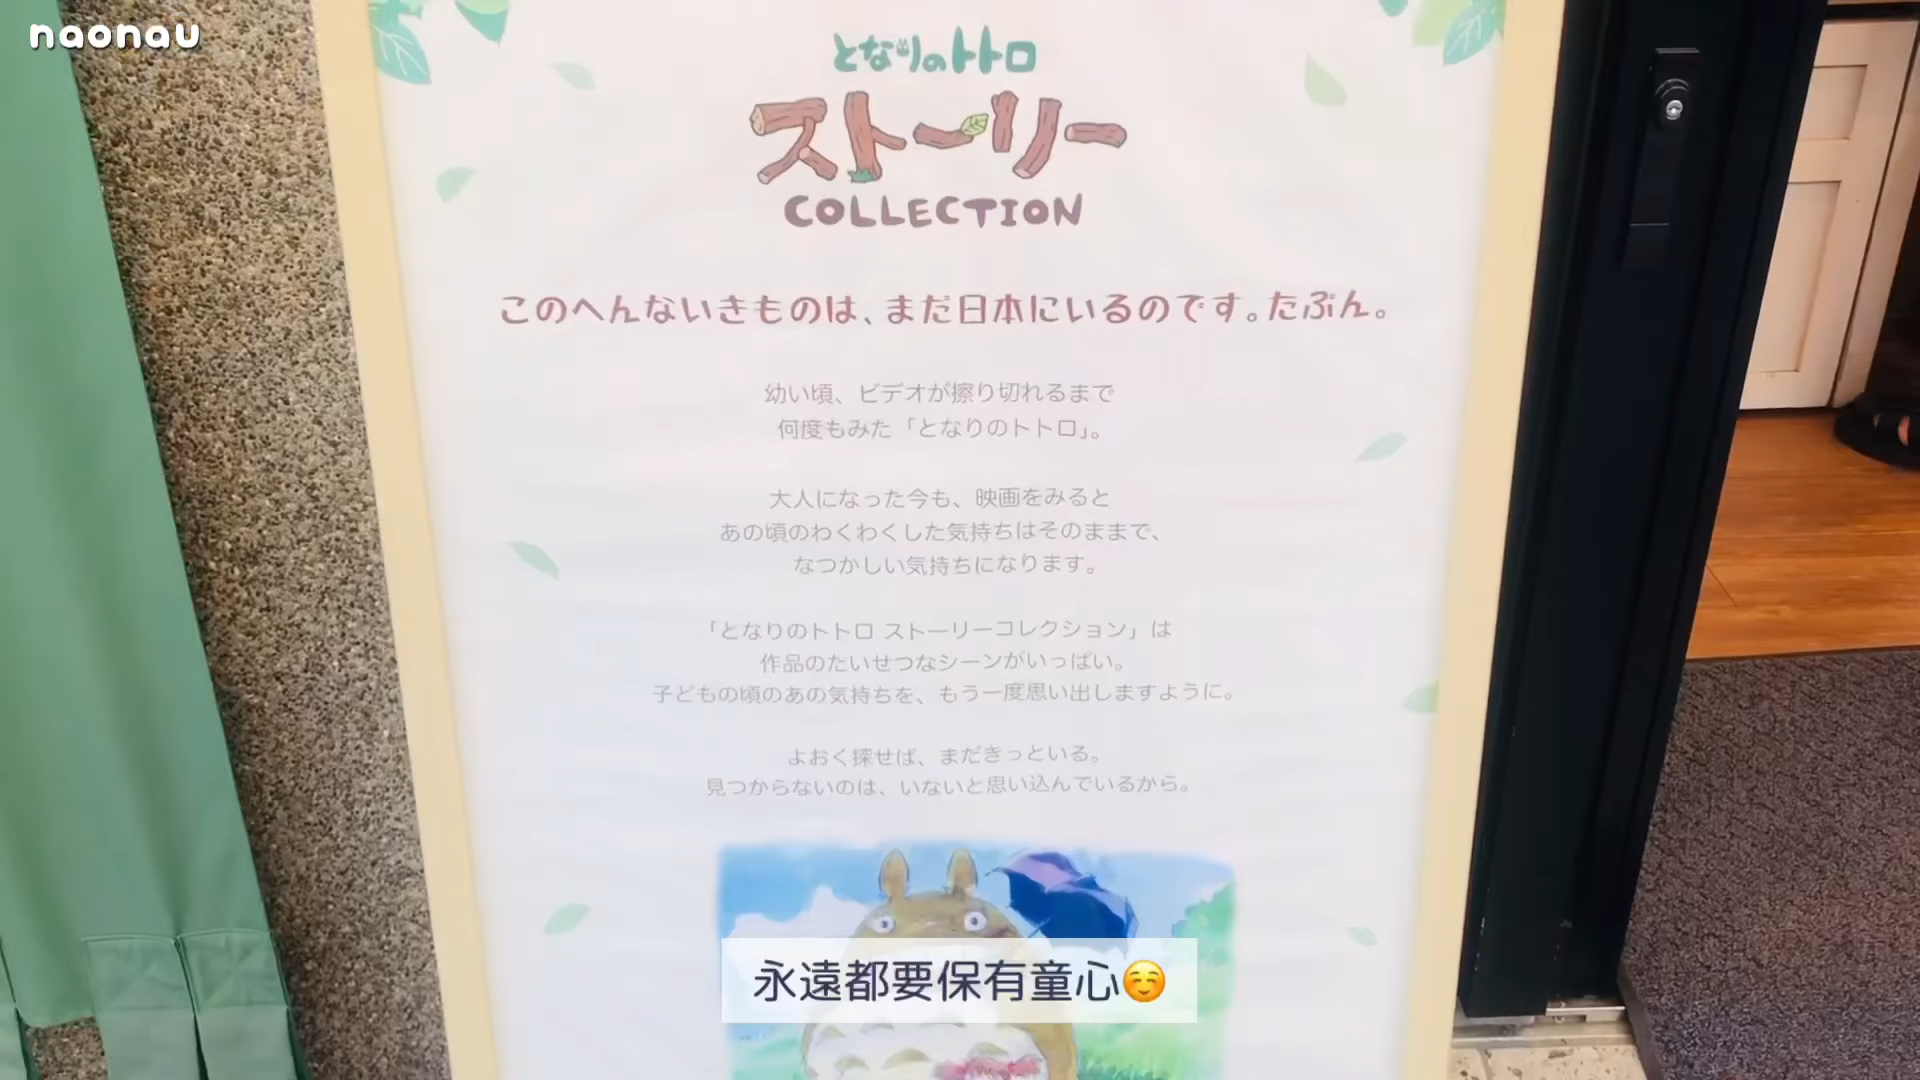 naonau
となりのトトロ
ストーリー
COLLECTION
このへんないきものは、まだ日本にいるのです。たぶん。
幼い頃、ビデオが擦り切れるまで
何度もみた「となりのトトロ」。
大人になった今も、映画をみると
あの頃のわくわくした気持ちはそのままで、
なつかしい気持ちになります。
「となりのトトロ ストーリーコレクション」は
作品のたいせつなシーンがいっぱい。
子どもの頃のあの気持ちを、もう一度思い出しますように。
よおく探せば、まだきっといる。
見つからないのは、いないと思い込んでいるから。
永遠都要保有童心☺️